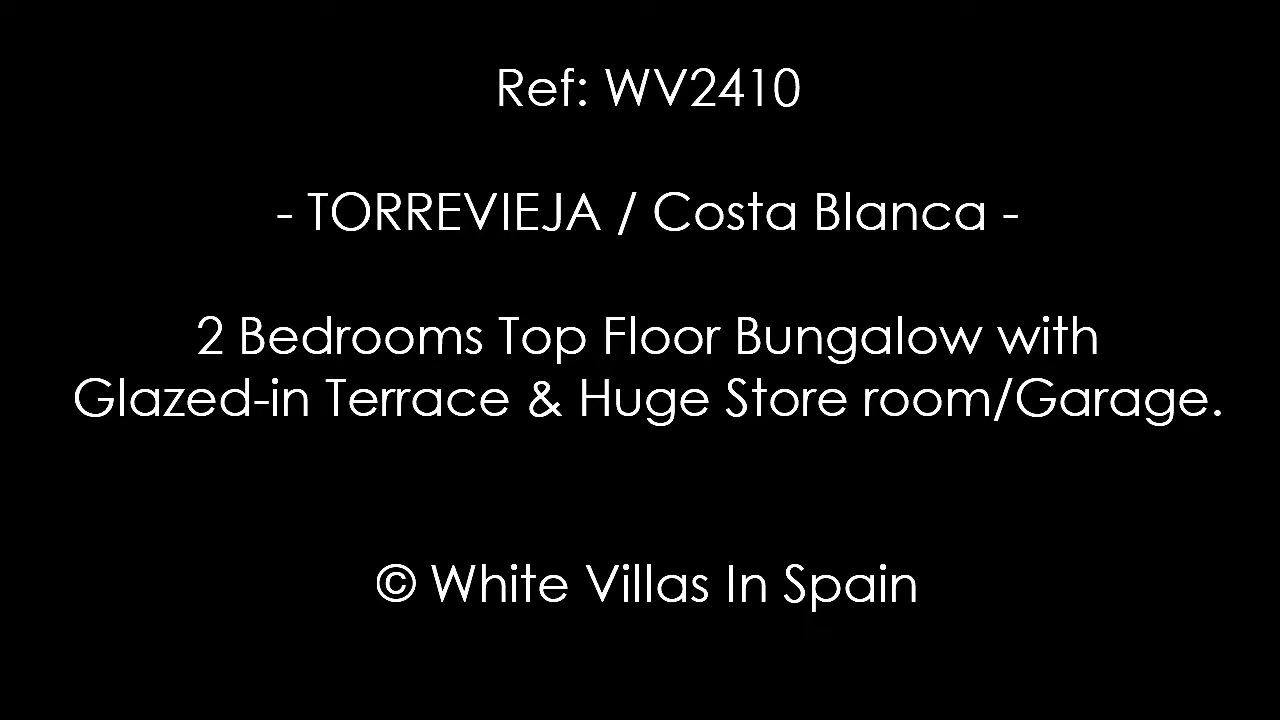 Ref: WV2410
- TORREVIEJA / Costa Blanca -
2 Bedrooms Top Floor Bungalow with
Glazed-in Terrace & Huge Store room/Garage.
© White Villas In Spain